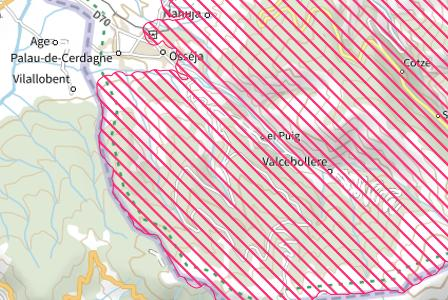 Nahuja
D70
Age
Osséja
Palau-de-Cerdagne
Cotze
Vilallobent
el Puig
Valcebollère